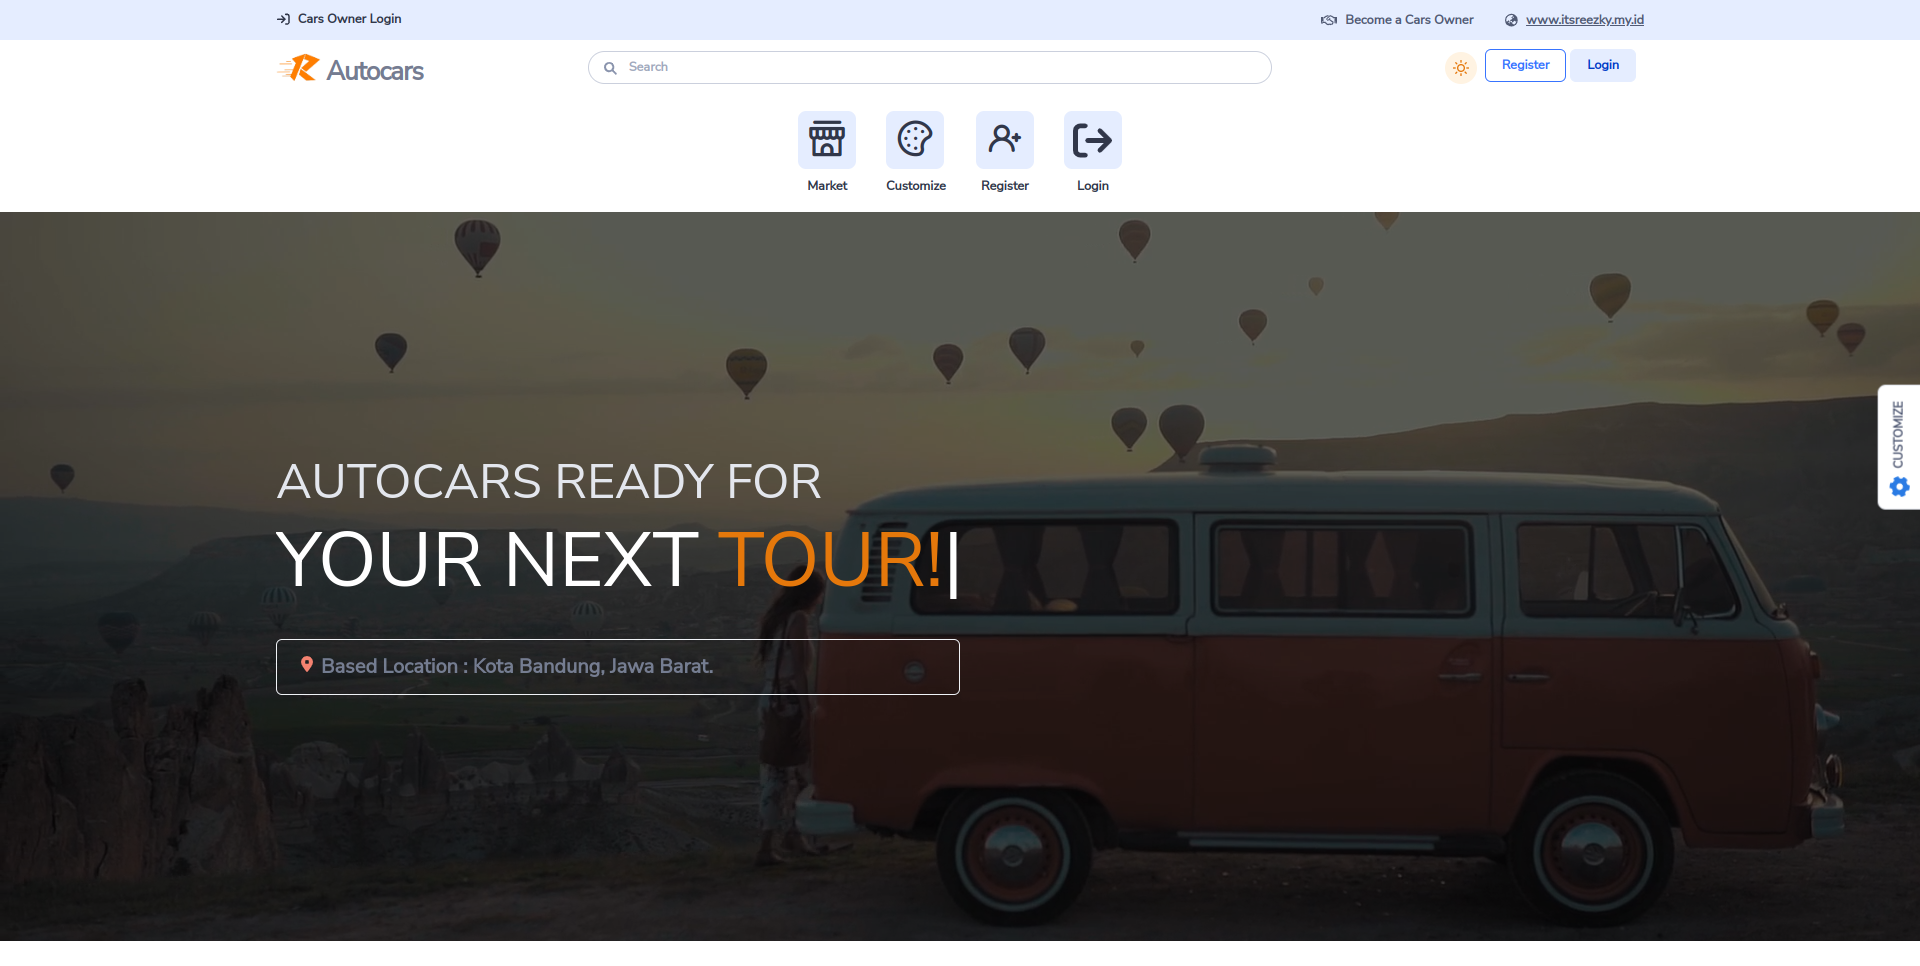 Cars Owner Login
Become a Cars Owner
www.itsreezky.my.id
Autocars
Search
Register
Login
Market
Customize
Register
Login
CUSTOMIZE
AUTOCARS READY FOR
YOUR NEXT TOUR!|
Based Location : Kota Bandung, Jawa Barat.